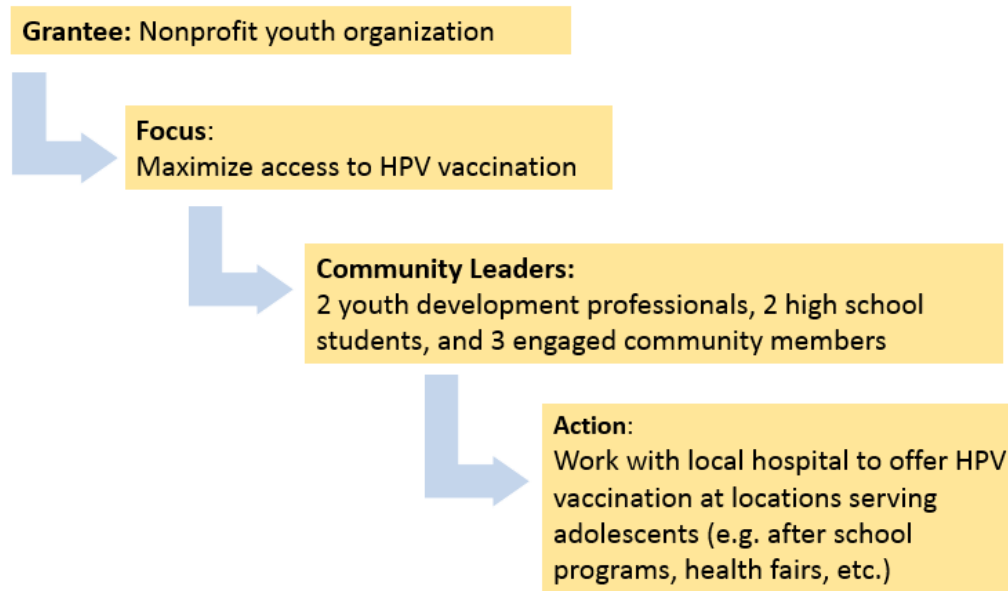 Grantee: Nonprofit youth organization
Focus:
Maximize access to HPV vaccination
Community Leaders:
2 youth development professionals, 2 high school
students, and 3 engaged community members
Action:
Work with local hospital to offer HPV
vaccination at locations serving
adolescents (e.g. after school
programs, health fairs, etc.)